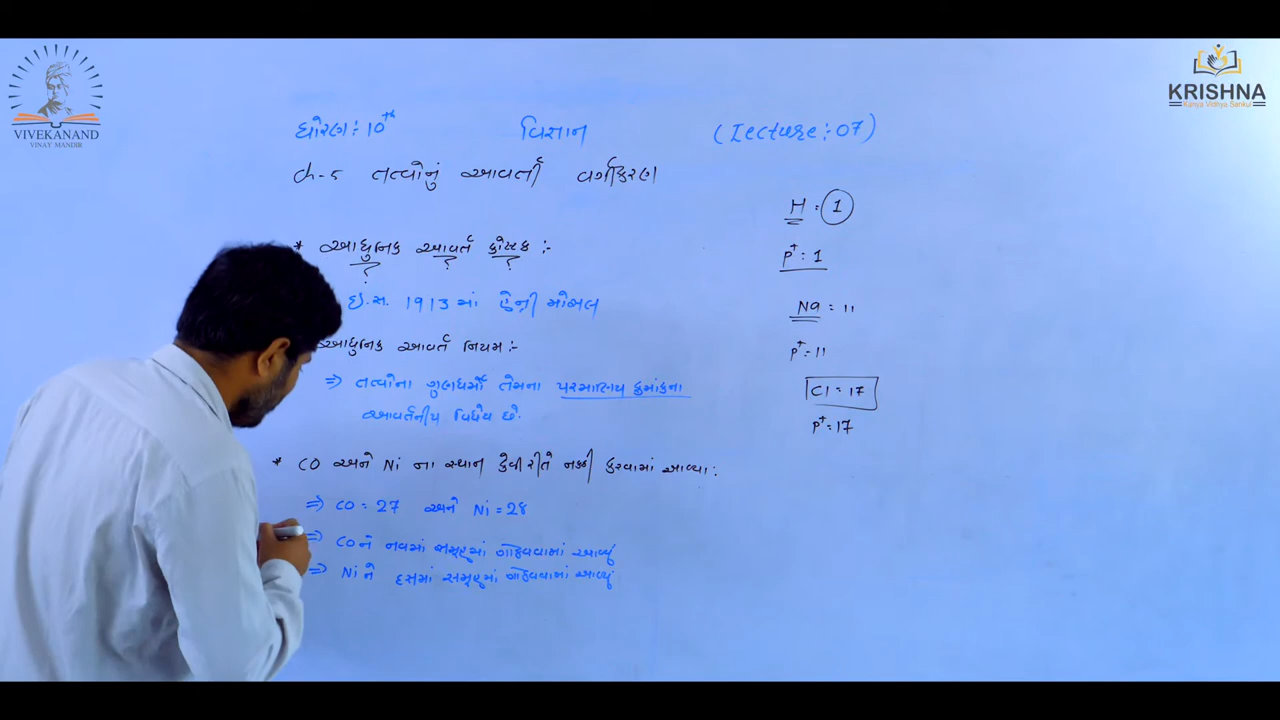 VIVEKANAND
VINAY MANDIR
KRISHNA
Kanya Vidhya Sankul
ધોરણ : 10th વિજ્ઞાન (Lecture : 07)
ch-5 તત્વોનું આવર્તી વર્ગીકરણ
* આધુનિક આવર્ત કોષ્ટક :-
? ? ?
ઇ.સ. 1913 માં હેન્રી મોસલે
આધુનિક આવર્ત નિયમ :-
⇒ તત્વોના ગુણધર્મો તેમના પરમાણ્વિય ક્રમાંકના
આવર્તનીય વિધેય છે.
* CO અને Ni ના સ્થાન કેવી રીતે નક્કી કરવામાં આવ્યા :
⇒ CO = 27 અને Ni = 28
⇒ CO ને નવમાં સમૂહમાં ગોઠવવામાં આવ્યું
⇒ Ni ને દસમાં સમૂહમાં ગોઠવવામાં આવ્યું
H = 1
P+ = 1
Na = 11
P+ = 11
Cl = 17
P+ = 17